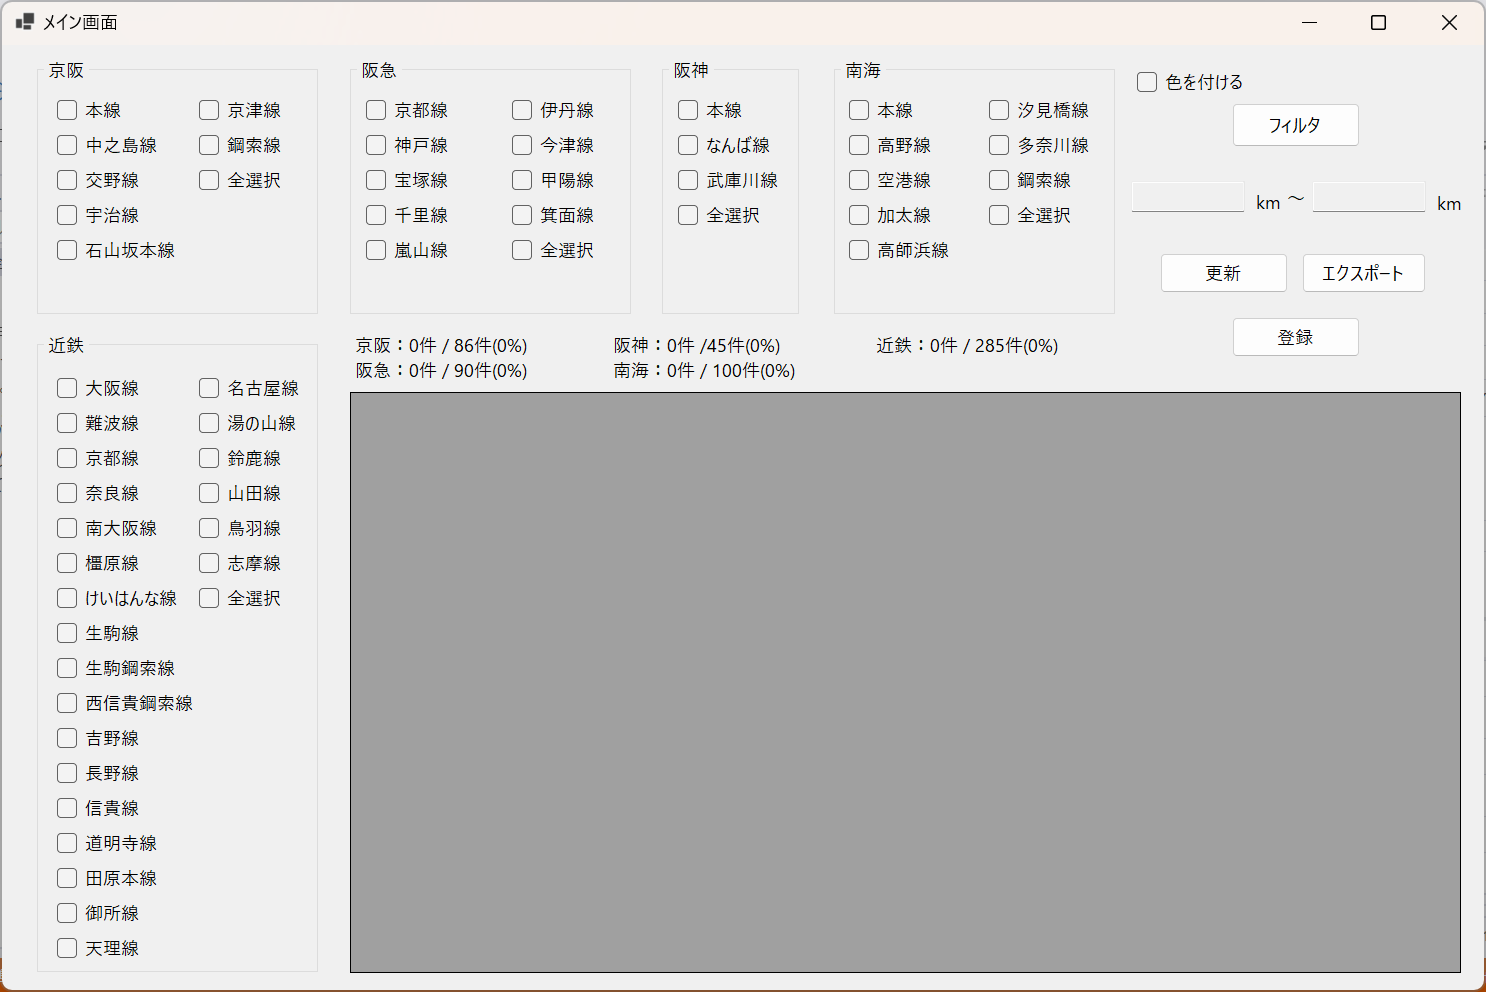 メイン画面
京阪
本線
京津線
中之島線
鋼索線
交野線
全選択
宇治線
石山坂本線
阪急
京都線
伊丹線
神戸線
今津線
宝塚線
甲陽線
千里線
箕面線
嵐山線
全選択
阪神
本線
なんば線
武庫川線
全選択
南海
本線
汐見橋線
高野線
多奈川線
空港線
鋼索線
加太線
全選択
高師浜線
色を付ける
フィルタ
km ～ km
更新
エクスポート
登録
京阪：0件 / 86件(0%)
阪神：0件 /45件(0%)
近鉄：0件 / 285件(0%)
阪急：0件 / 90件(0%)
南海：0件 / 100件(0%)
近鉄
大阪線
名古屋線
難波線
湯の山線
京都線
鈴鹿線
奈良線
山田線
南大阪線
鳥羽線
橿原線
志摩線
けいはんな線
全選択
生駒線
生駒鋼索線
西信貴鋼索線
吉野線
長野線
信貴線
道明寺線
田原本線
御所線
天理線